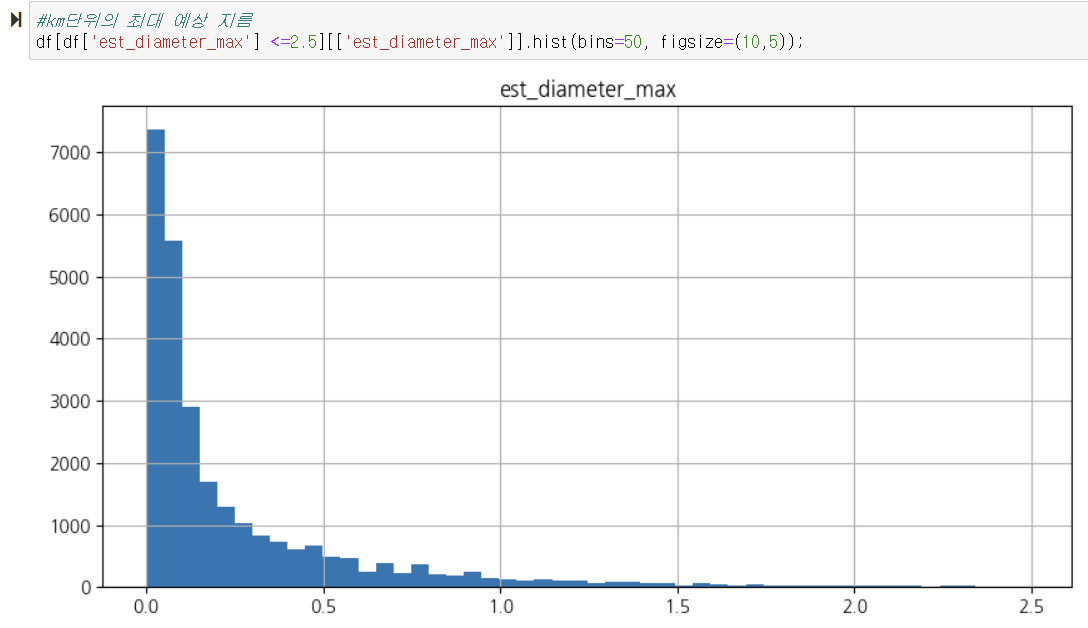 #km단위의 최대 예상 지름
df[df['est_diameter_max'] <=2.5][['est_diameter_max']].hist(bins=50, figsize=(10,5));
est_diameter_max
7000
6000
5000
4000
3000
2000
1000
0
0.0 0.5 1.0 1.5 2.0 2.5